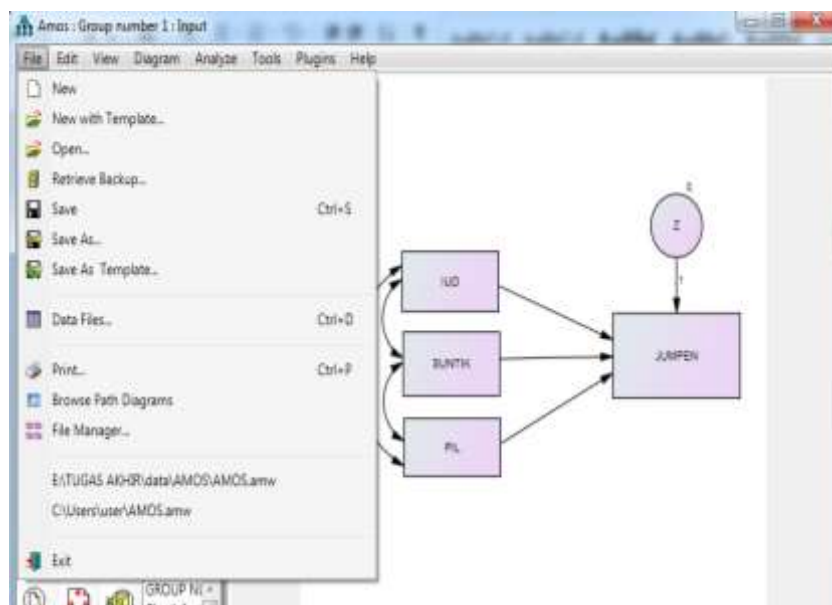 Amos : Group number 1 : Input
File Edit View Diagram Analyze Tools Plugins Help
New
New with Template...
Open...
Retrieve Backup...
Save Ctrl+S
Save As...
Save As Template...
Data Files... Ctrl+D
Print... Ctrl+P
Browse Path Diagrams
File Manager...
E:\TUGAS AKHIR\data\AMOS\AMOS.amw
C:\Users\user\AMOS.amw
Exit
Z
IUD
SUNTIK
JUMPEN
PIL